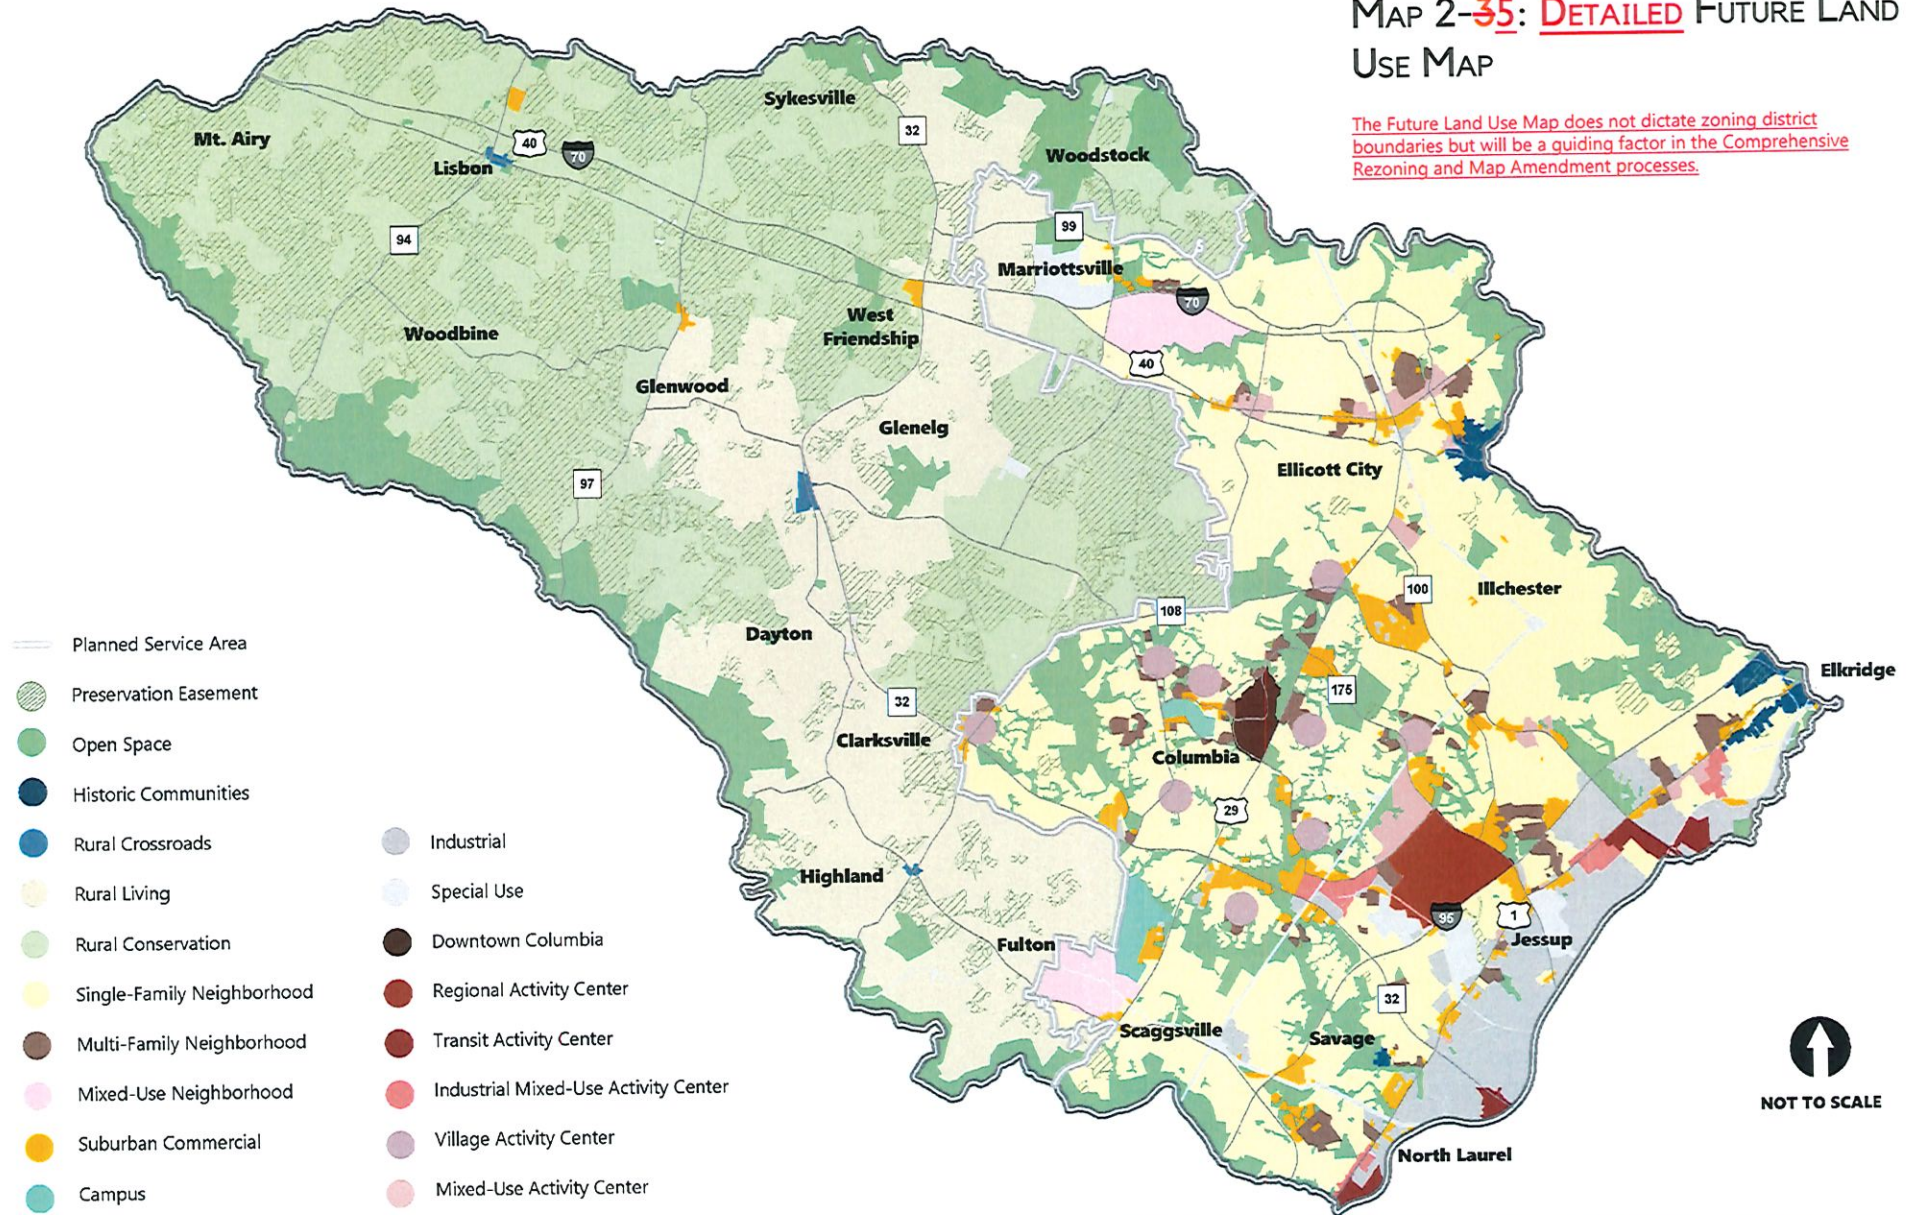 MAP 2-35: DETAILED FUTURE LAND
USE MAP
The Future Land Use Map does not dictate zoning district
boundaries but will be a guiding factor in the Comprehensive
Rezoning and Map Amendment processes.
Sykesville
Mt. Airy
32
40
70
Woodstock
Lisbon
94
99
Marriottsville
70
West
Friendship
Woodbine
40
Glenwood
Glenelg
Ellicott City
97
100
Illchester
108
Dayton
Elkridge
175
32
Clarksville
Columbia
29
Highland
95
1
Jessup
Fulton
32
Scaggsville
Savage
North Laurel
NOT TO SCALE
Planned Service Area
Preservation Easement
Open Space
Historic Communities
Rural Crossroads
Rural Living
Rural Conservation
Single-Family Neighborhood
Multi-Family Neighborhood
Mixed-Use Neighborhood
Suburban Commercial
Campus
Industrial
Special Use
Downtown Columbia
Regional Activity Center
Transit Activity Center
Industrial Mixed-Use Activity Center
Village Activity Center
Mixed-Use Activity Center